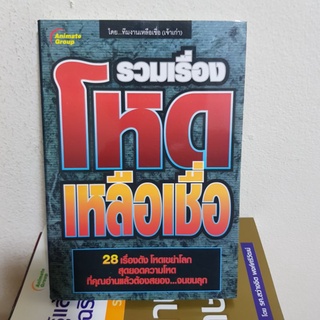 Animate
Group
โดย...ทีมงานเหลือเชื่อ (เจ้าเก่า)
รวมเรื่อง
โหด
เหลือเชื่อ
28 เรื่องดัง โหดเขย่าโลก
สุดยอดความโหด
ที่คุณอ่านแล้วต้องสยอง...จนขนลุก